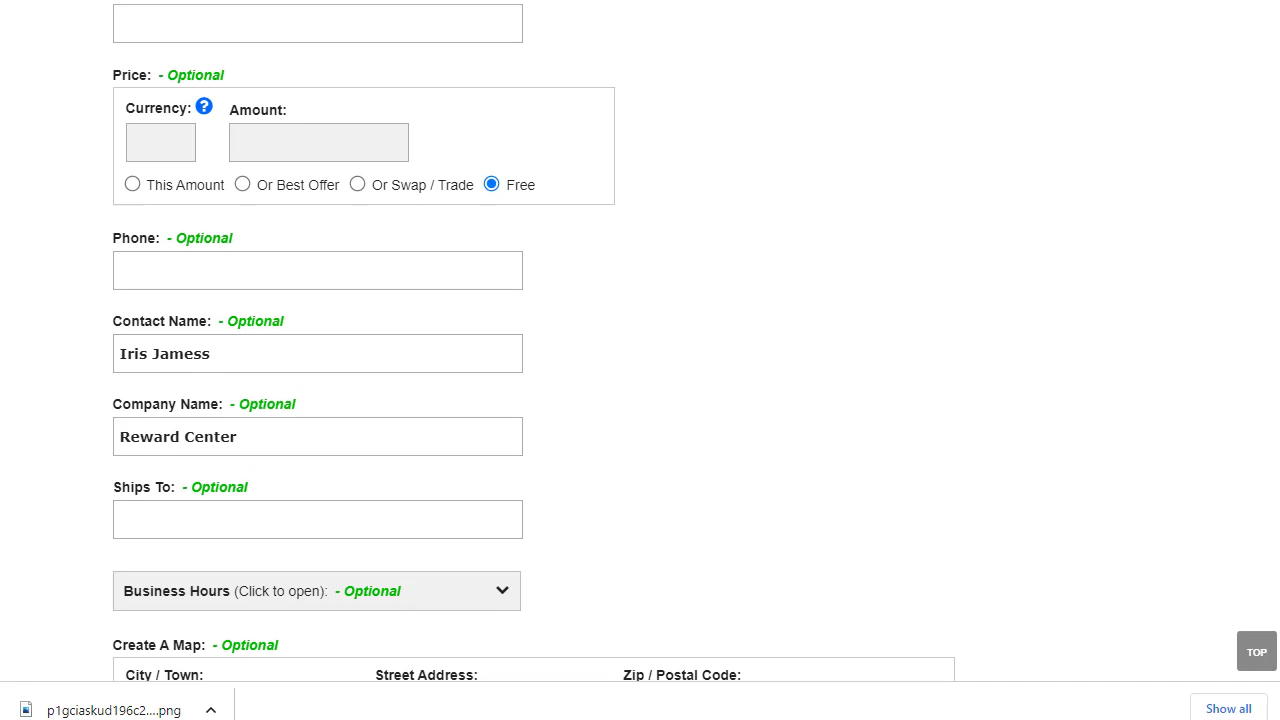 Price: - Optional
Currency: ? Amount:
This Amount Or Best Offer Or Swap / Trade Free
Phone: - Optional
Contact Name: - Optional
Iris Jamess
Company Name: - Optional
Reward Center
Ships To: - Optional
Business Hours (Click to open): - Optional
Create A Map: - Optional
City / Town: Street Address: Zip / Postal Code:
TOP
p1gciaskud196c2....png
Show all